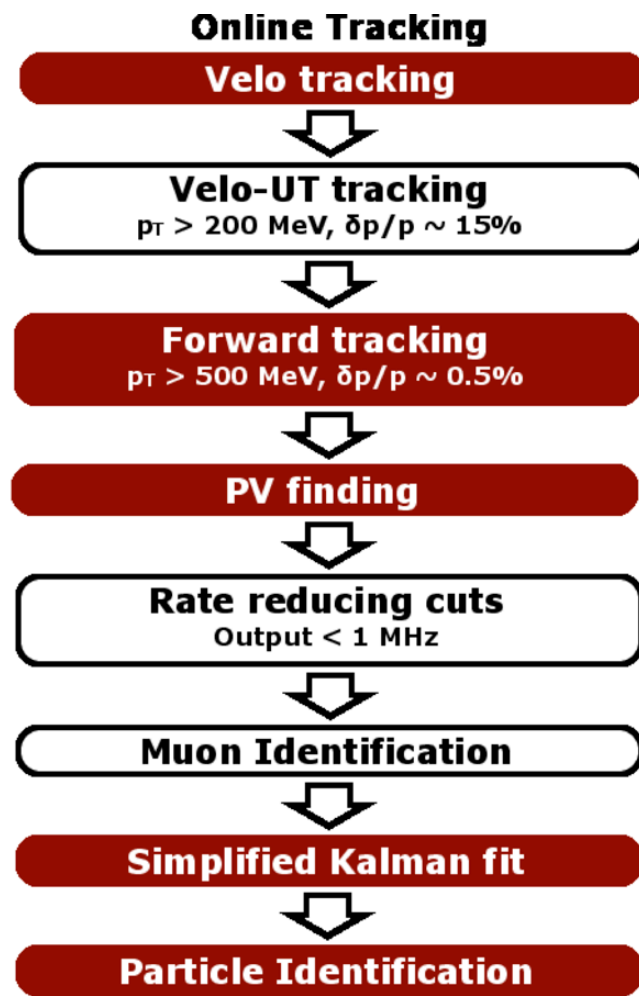 Online Tracking
Velo tracking
Velo-UT tracking
pT > 200 MeV, δp/p ~ 15%
Forward tracking
pT > 500 MeV, δp/p ~ 0.5%
PV finding
Rate reducing cuts
Output < 1 MHz
Muon Identification
Simplified Kalman fit
Particle Identification